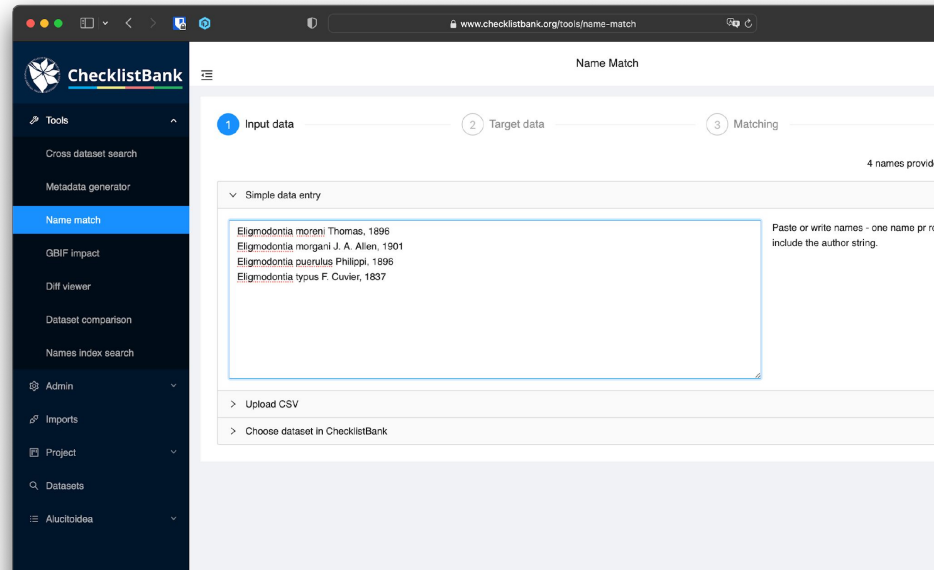 www.checklistbank.org/tools/name-match
ChecklistBank
Name Match
Tools
Cross dataset search
Metadata generator
Name match
GBIF impact
Diff viewer
Dataset comparison
Names index search
Admin
Imports
Project
Datasets
Alucitoidea
1 Input data
2 Target data
3 Matching
4 names provide
Simple data entry
Eligmodontia moreni Thomas, 1896
Eligmodontia morgani J. A. Allen, 1901
Eligmodontia puerulus Philippi, 1896
Eligmodontia typus F. Cuvier, 1837
Paste or write names - one name pr ro
include the author string.
Upload CSV
Choose dataset in ChecklistBank